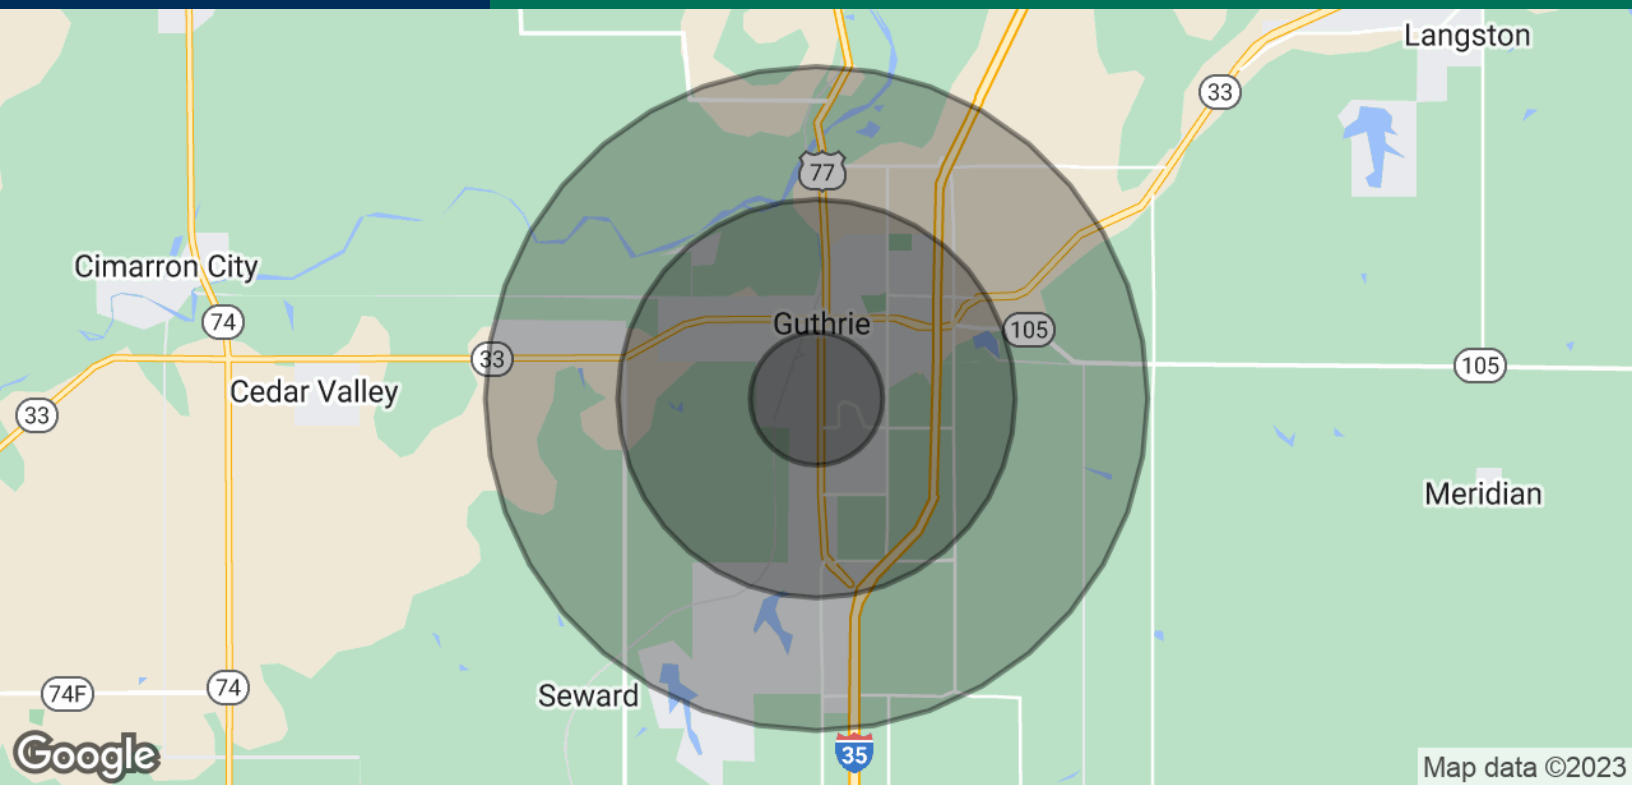 Langston
33
77
Cimarron City
74
Guthrie
105
33
105
Cedar Valley
33
Meridian
74F
74
Seward
35
Google
Map data ©2023